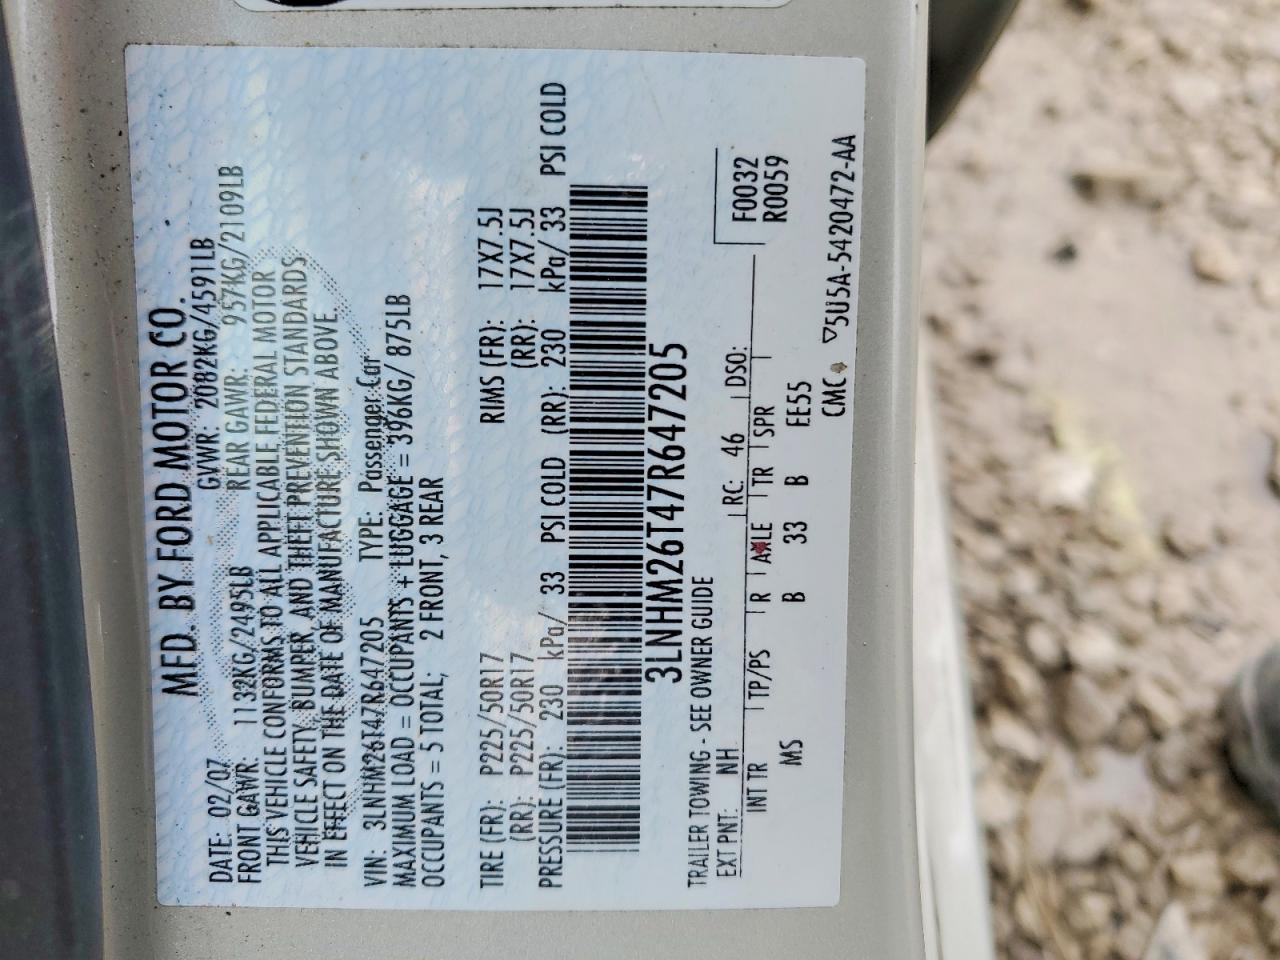 MFD. BY FORD MOTOR CO.
DATE: 02/07 GVWR: 2082KG/4591LB
FRONT GAWR: 1132KG/2495LB REAR GAWR: 957KG/2109LB
THIS VEHICLE CONFORMS TO ALL APPLICABLE FEDERAL MOTOR
VEHICLE SAFETY, BUMPER, AND THEFT PREVENTION STANDARDS
IN EFFECT ON THE DATE OF MANUFACTURE SHOWN ABOVE.
VIN: 3LNHM26T47R647205 TYPE: Passenger Car
MAXIMUM LOAD = OCCUPANTS + LUGGAGE = 396KG/ 875LB
OCCUPANTS = 5 TOTAL; 2 FRONT, 3 REAR
TIRE (FR): P225/50R17 RIMS (FR): 17X7.5J
(RR): P225/50R17 (RR): 17X7.5J
PRESSURE (FR): 230 kPa/ 33 PSI COLD (RR): 230 kPa/ 33 PSI COLD
3LNHM26T47R647205
TRAILER TOWING - SEE OWNER GUIDE
EXT PNT: NH RC: 46 DSO: F0032
R0059
INT TR TP/PS R AXLE TR SPR
MS B 33 B EE55
CMC ▽5U5A-5420472-AA